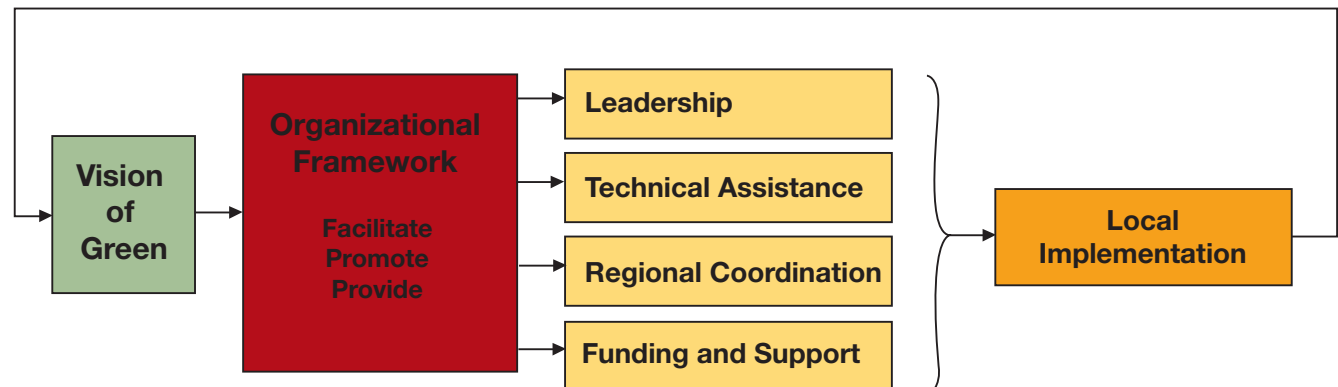 Vision
of
Green
Organizational
Framework
Facilitate
Promote
Provide
Leadership
Technical Assistance
Regional Coordination
Funding and Support
Local
Implementation